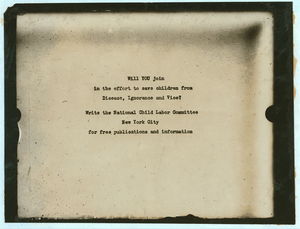 Will YOU join
in the effort to save children from
Disease, Ignorance and Vice?
Write the National Child Labor Committee
New York City
for free publications and information